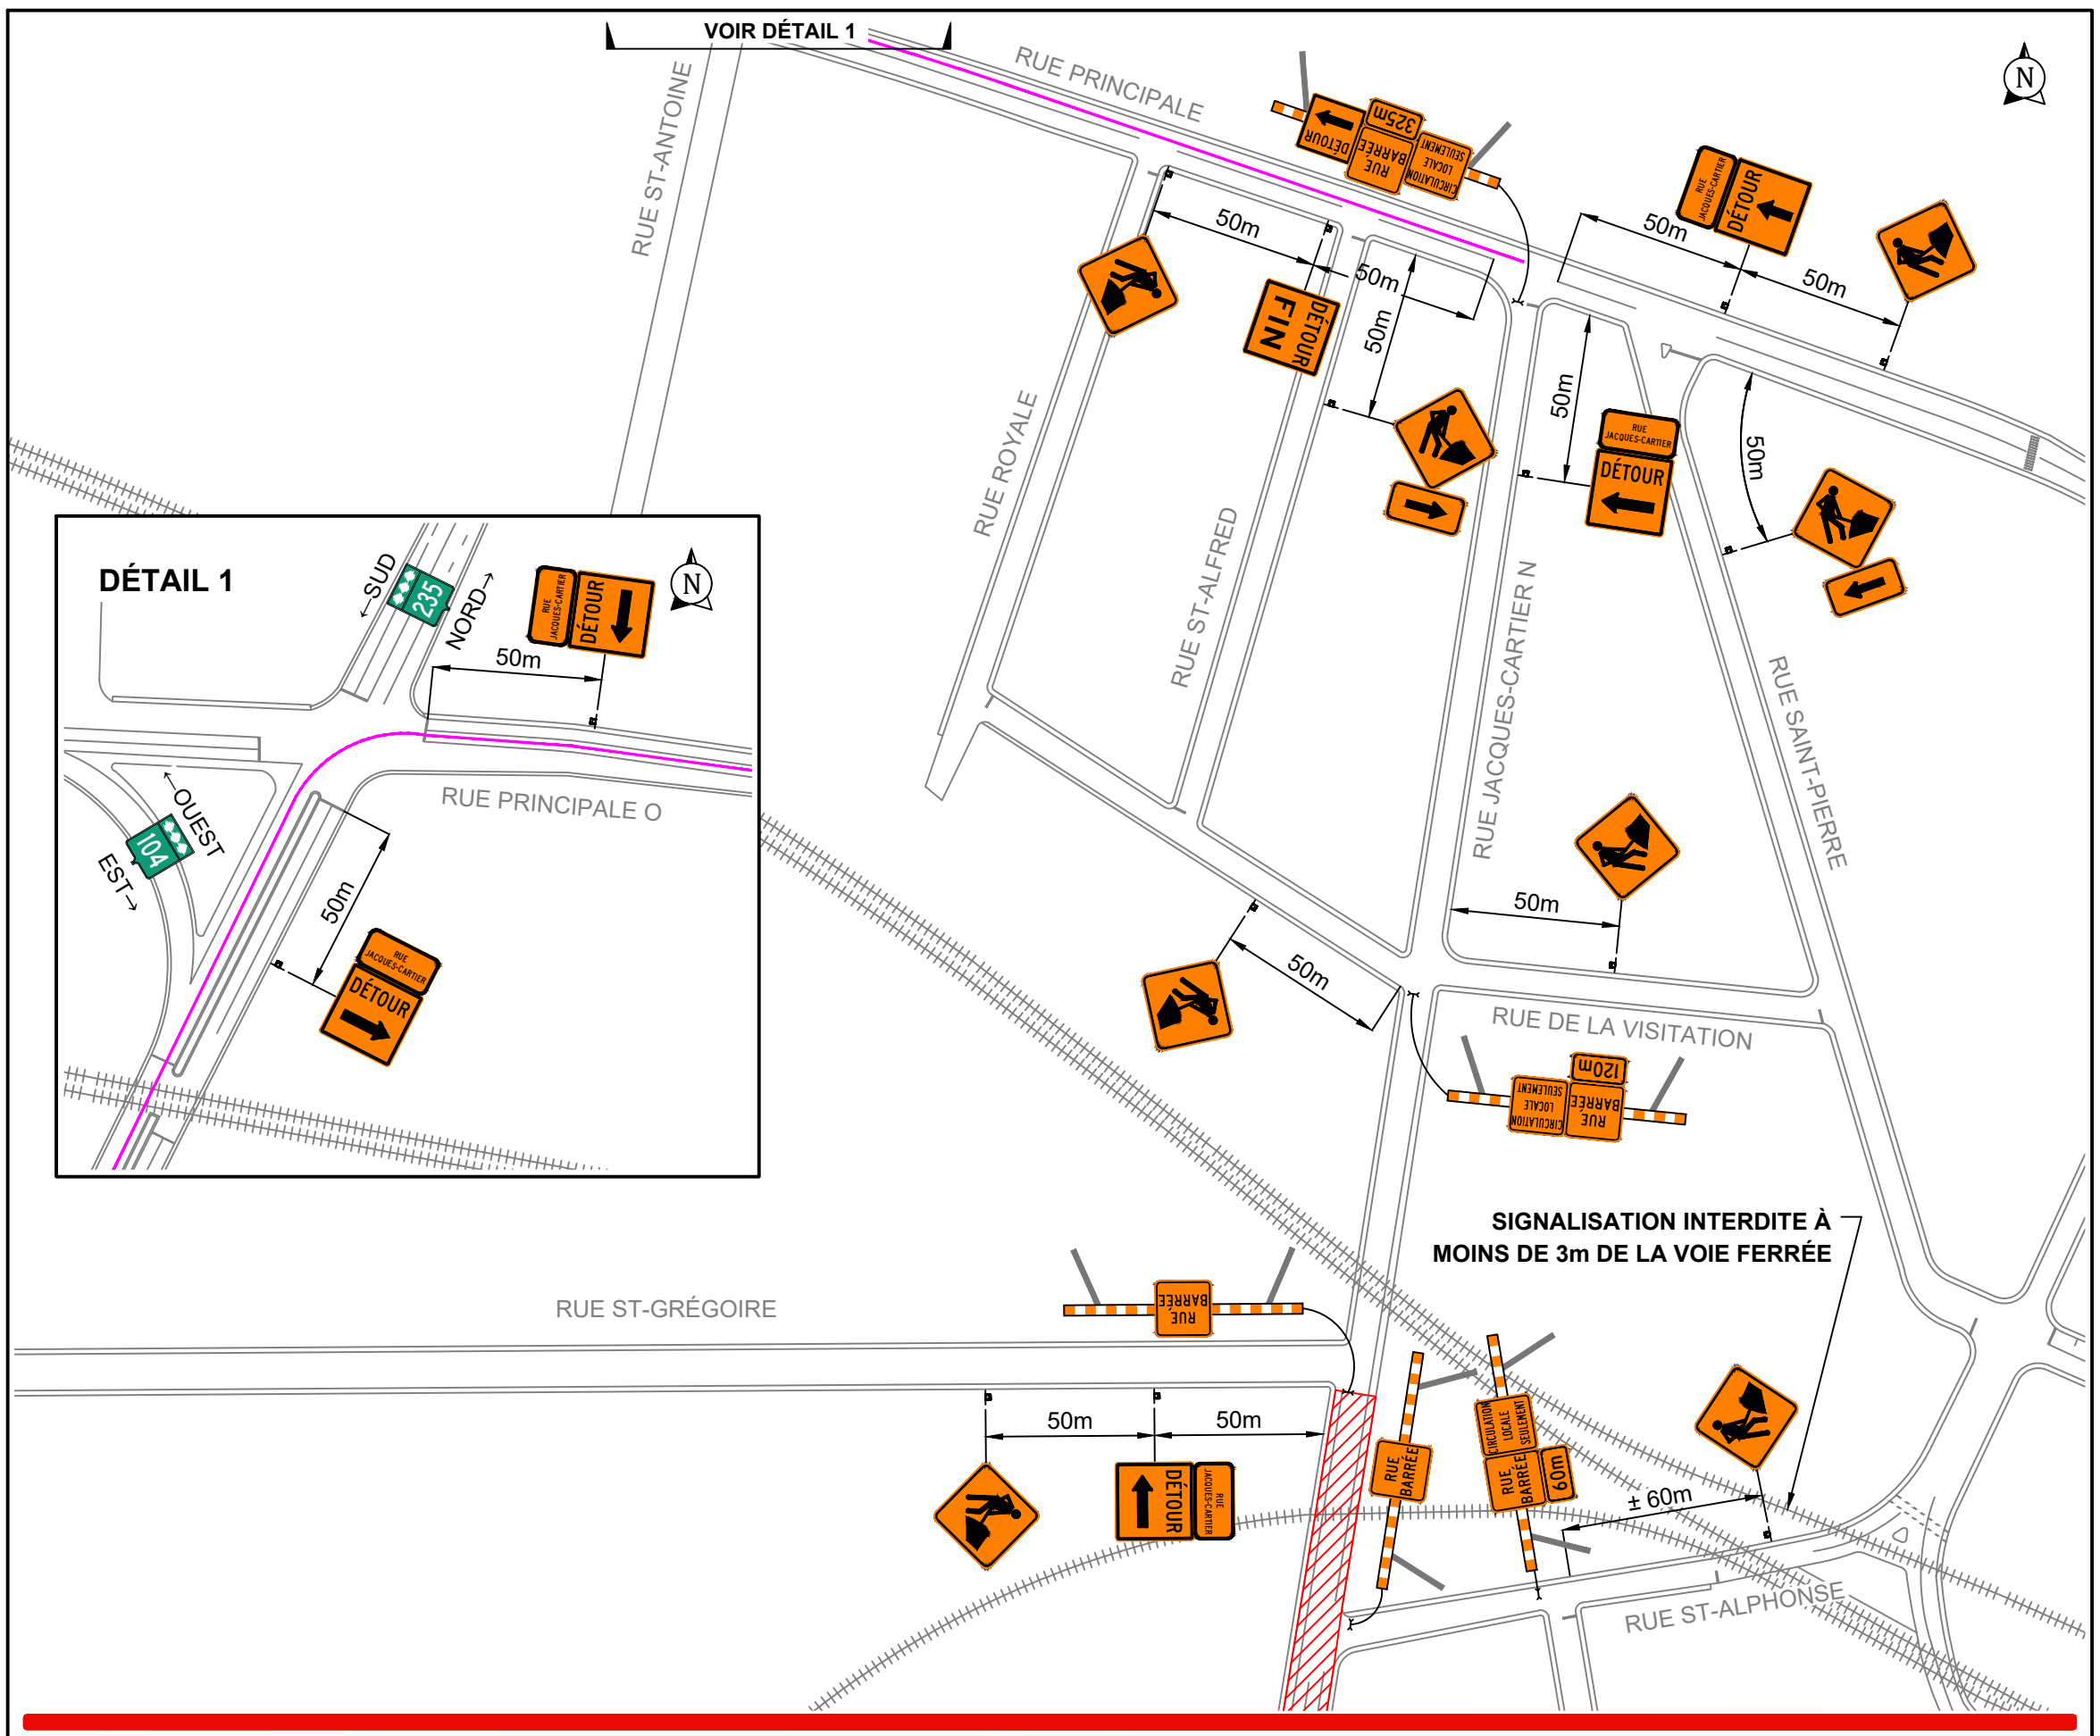 VOIR DÉTAIL 1
N
RUE PRINCIPALE
RUE ST-ANTOINE
DÉTOUR
325m
RUE
BARRÉE
CIRCULATION
LOCALE
SEULEMENT
RUE
JACQUES-CARTIER
DÉTOUR
50m
50m
50m
50m
50m
50m
50m
DÉTOUR
FIN
RUE
JACQUES-CARTIER
DÉTOUR
RUE ROYALE
RUE ST-ALFRED
RUE JACQUES-CARTIER N
RUE SAINT-PIERRE
DÉTAIL 1
N
←SUD
235
NORD→
RUE
JACQUES-CARTIER
DÉTOUR
50m
RUE PRINCIPALE O
←OUEST
104
EST→
50m
RUE
JACQUES-CARTIER
DÉTOUR
50m
50m
RUE DE LA VISITATION
120m
RUE
BARRÉE
CIRCULATION
LOCALE
SEULEMENT
SIGNALISATION INTERDITE À
MOINS DE 3m DE LA VOIE FERRÉE
RUE ST-GRÉGOIRE
RUE
BARRÉE
50m
50m
DÉTOUR
RUE
JACQUES-CARTIER
RUE
BARRÉE
CIRCULATION
LOCALE
SEULEMENT
RUE
BARRÉE
60m
± 60m
RUE ST-ALPHONSE